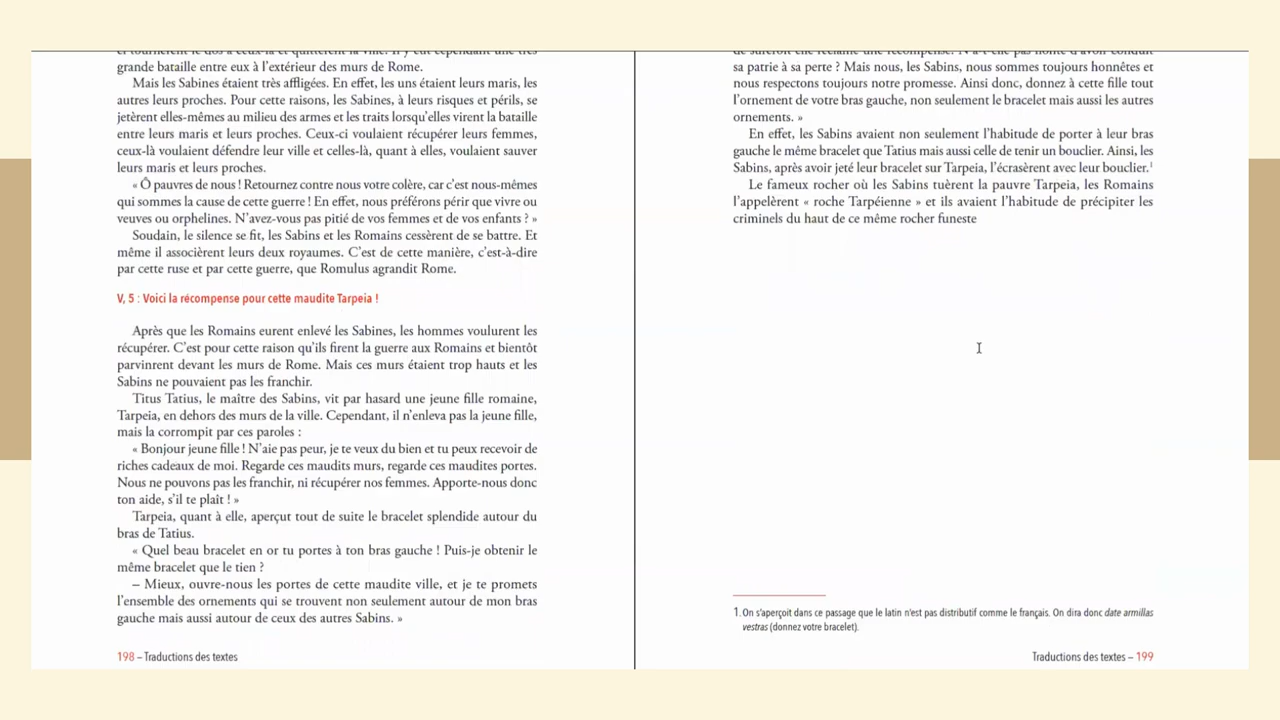 et tournèrent le dos à ceux-là et quittèrent la ville. Il y eut cependant une très
grande bataille entre eux à l'extérieur des murs de Rome.
Mais les Sabines étaient très affligées. En effet, les uns étaient leurs maris, les
autres leurs proches. Pour cette raisons, les Sabines, à leurs risques et périls, se
jetèrent elles-mêmes au milieu des armes et les traits lorsqu'elles virent la bataille
entre leurs maris et leurs proches. Ceux-ci voulaient récupérer leurs femmes,
ceux-là voulaient défendre leur ville et celles-là, quant à elles, voulaient sauver
leurs maris et leurs proches.
« Ô pauvres de nous ! Retournez contre nous votre colère, car c'est nous-mêmes
qui sommes la cause de cette guerre ! En effet, nous préférons périr que vivre ou
veuves ou orphelines. N'avez-vous pas pitié de vos femmes et de vos enfants ? »
Soudain, le silence se fit, les Sabins et les Romains cessèrent de se battre. Et
même il associèrent leurs deux royaumes. C'est de cette manière, c'est-à-dire
par cette ruse et par cette guerre, que Romulus agrandit Rome.
V, 5 : Voici la récompense pour cette maudite Tarpeia !
Après que les Romains eurent enlevé les Sabines, les hommes voulurent les
récupérer. C'est pour cette raison qu'ils firent la guerre aux Romains et bientôt
parvinrent devant les murs de Rome. Mais ces murs étaient trop hauts et les
Sabins ne pouvaient pas les franchir.
Titus Tatius, le maître des Sabins, vit par hasard une jeune fille romaine,
Tarpeia, en dehors des murs de la ville. Cependant, il n'enleva pas la jeune fille,
mais la corrompit par ces paroles :
« Bonjour jeune fille ! N'aie pas peur, je te veux du bien et tu peux recevoir de
riches cadeaux de moi. Regarde ces maudits murs, regarde ces maudites portes.
Nous ne pouvons pas les franchir, ni récupérer nos femmes. Apporte-nous donc
ton aide, s'il te plaît ! »
Tarpeia, quant à elle, aperçut tout de suite le bracelet splendide autour du
bras de Tatius.
« Quel beau bracelet en or tu portes à ton bras gauche ! Puis-je obtenir le
même bracelet que le tien ?
– Mieux, ouvre-nous les portes de cette maudite ville, et je te promets
l'ensemble des ornements qui se trouvent non seulement autour de mon bras
gauche mais aussi autour de ceux des autres Sabins. »
198 – Traductions des textes
de surcroît elle réclame une récompense. N'a-t-elle pas honte d'avoir conduit
sa patrie à sa perte ? Mais nous, les Sabins, nous sommes toujours honnêtes et
nous respectons toujours notre promesse. Ainsi donc, donnez à cette fille tout
l'ornement de votre bras gauche, non seulement le bracelet mais aussi les autres
ornements. »
En effet, les Sabins avaient non seulement l'habitude de porter à leur bras
gauche le même bracelet que Tatius mais aussi celle de tenir un bouclier. Ainsi, les
Sabins, après avoir jeté leur bracelet sur Tarpeia, l'écrasèrent avec leur bouclier.¹
Le fameux rocher où les Sabins tuèrent la pauvre Tarpeia, les Romains
l'appelèrent « roche Tarpéienne » et ils avaient l'habitude de précipiter les
criminels du haut de ce même rocher funeste
1. On s'aperçoit dans ce passage que le latin n'est pas distributif comme le français. On dira donc date armillas
vestras (donnez votre bracelet).
Traductions des textes – 199